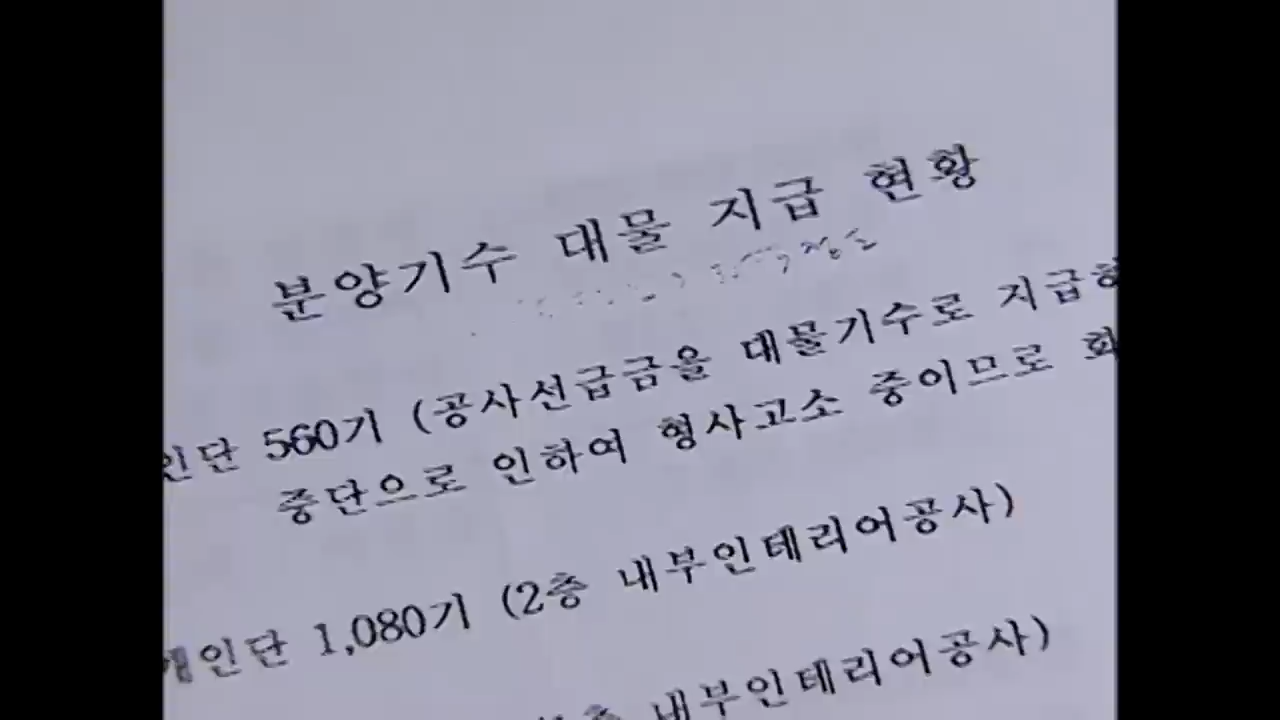 분양기수 대물 지급 현황
인단 560기 (공사선급금을 대물기수로 지급
중단으로 인하여 형사고소 중이므로
개인단 1,080기 (2층 내부인테리어공사)
내부인테리어공사)